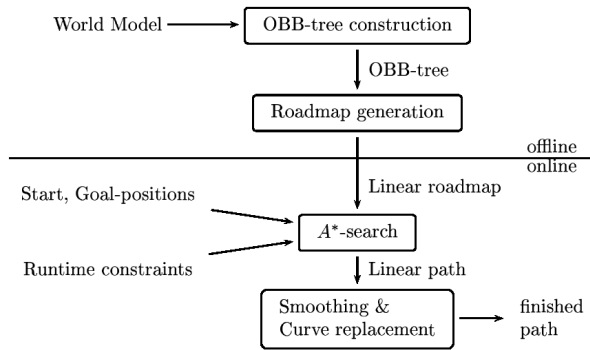 World Model
OBB-tree construction
OBB-tree
Roadmap generation
offline
online
Linear roadmap
Start, Goal-positions
A*-search
Runtime constraints
Linear path
Smoothing &
Curve replacement
finished
path